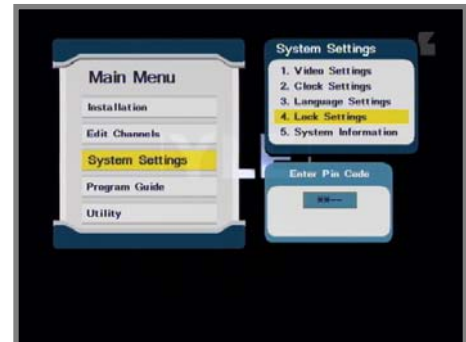 Main Menu
Installation
Edit Channels
System Settings
Program Guide
Utility
System Settings
1. Video Settings
2. Clock Settings
3. Language Settings
4. Lock Settings
5. System Information
Enter Pin Code
**--